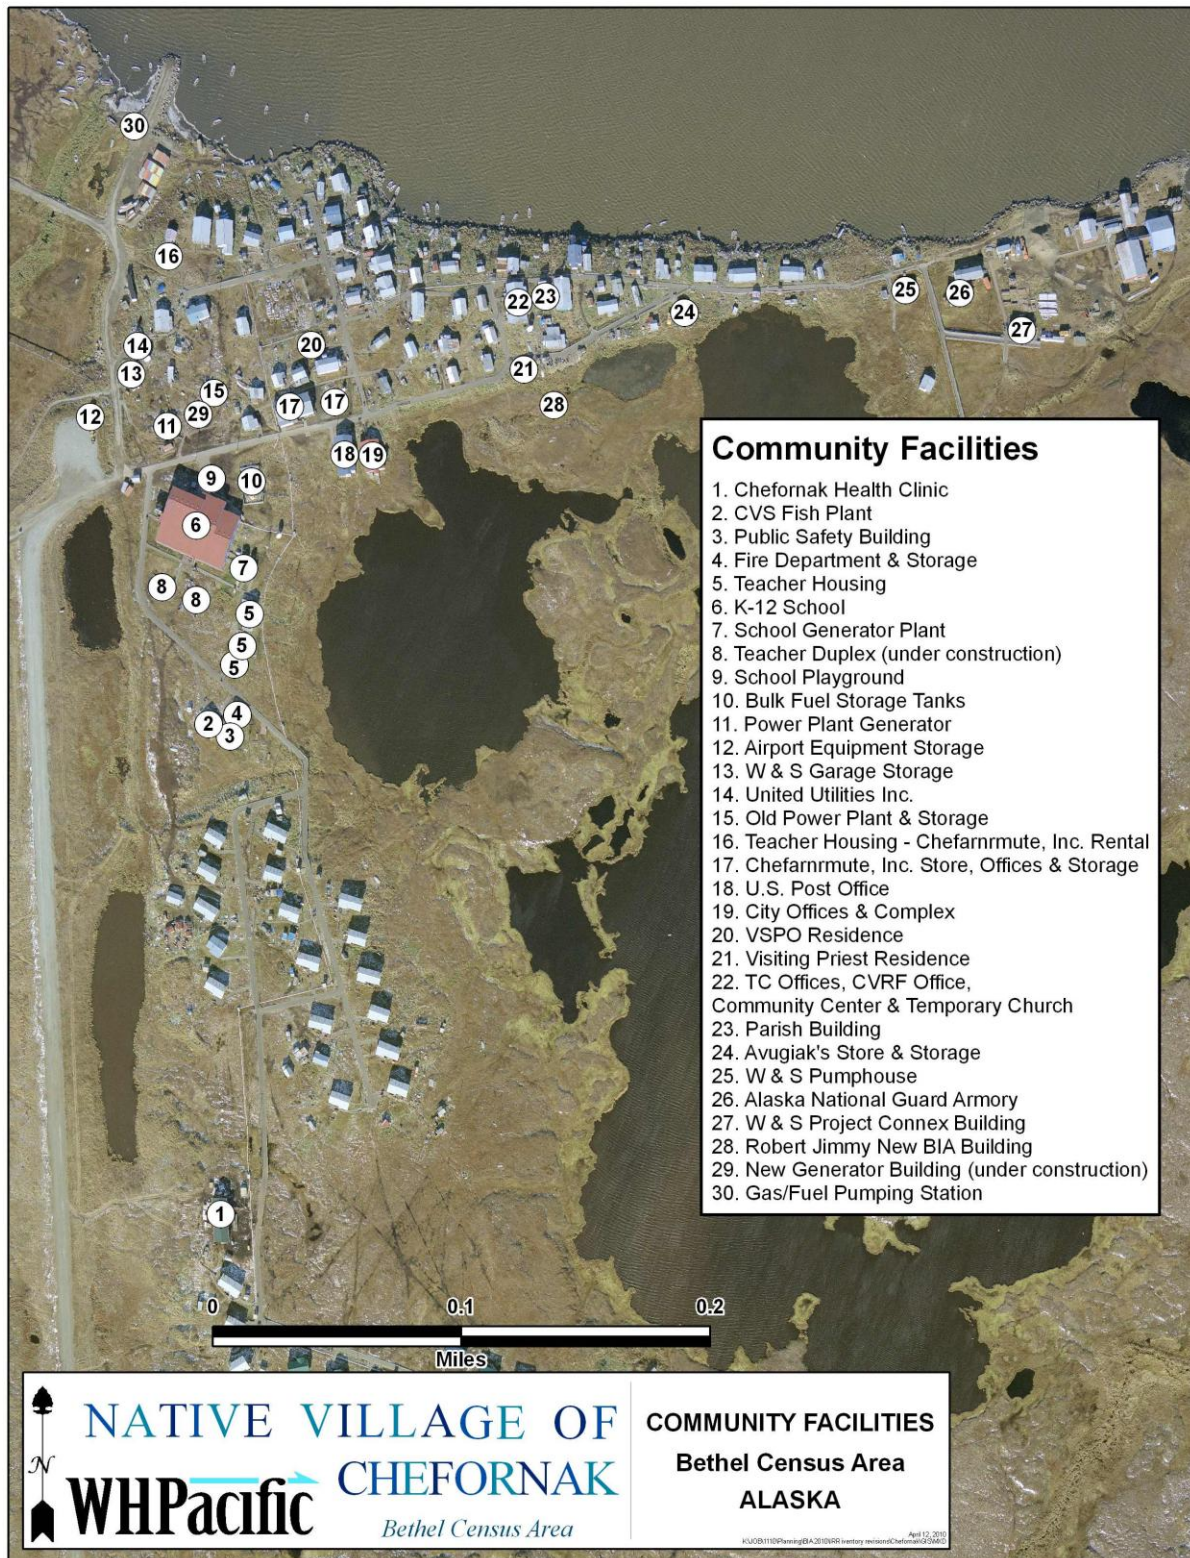 30
16
22
23
24
25
26
27
14
20
13
21
15
17
17
12
29
28
11
18
19
9
10
6
7
8
8
5
5
5
4
2
3
1
Community Facilities
1. Chefornak Health Clinic
2. CVS Fish Plant
3. Public Safety Building
4. Fire Department & Storage
5. Teacher Housing
6. K-12 School
7. School Generator Plant
8. Teacher Duplex (under construction)
9. School Playground
10. Bulk Fuel Storage Tanks
11. Power Plant Generator
12. Airport Equipment Storage
13. W & S Garage Storage
14. United Utilities Inc.
15. Old Power Plant & Storage
16. Teacher Housing - Chefarnrmute, Inc. Rental
17. Chefarnrmute, Inc. Store, Offices & Storage
18. U.S. Post Office
19. City Offices & Complex
20. VSPO Residence
21. Visiting Priest Residence
22. TC Offices, CVRF Office,
Community Center & Temporary Church
23. Parish Building
24. Avugiak's Store & Storage
25. W & S Pumphouse
26. Alaska National Guard Armory
27. W & S Project Connex Building
28. Robert Jimmy New BIA Building
29. New Generator Building (under construction)
30. Gas/Fuel Pumping Station
0 0.1 0.2
Miles
N
NATIVE VILLAGE OF
CHEFORNAK
WHPacific
Bethel Census Area
COMMUNITY FACILITIES
Bethel Census Area
ALASKA
April 12, 2010